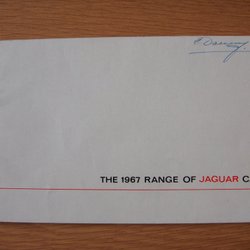 THE 1967 RANGE OF JAGUAR C